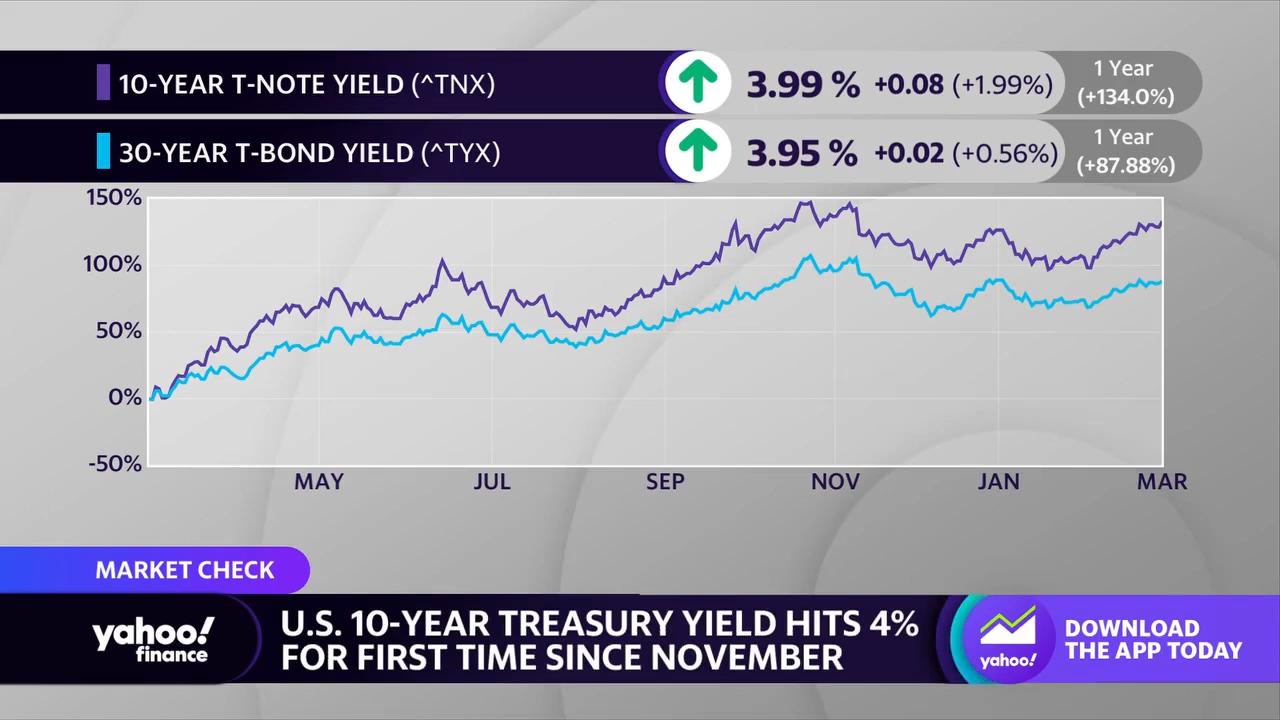 10-YEAR T-NOTE YIELD (^TNX) 3.99 % +0.08 (+1.99%) 1 Year (+134.0%)
30-YEAR T-BOND YIELD (^TYX) 3.95 % +0.02 (+0.56%) 1 Year (+87.88%)
150%
100%
50%
0%
-50%
MAY JUL SEP NOV JAN MAR
MARKET CHECK
yahoo!
finance
U.S. 10-YEAR TREASURY YIELD HITS 4%
FOR FIRST TIME SINCE NOVEMBER
yahoo!
DOWNLOAD
THE APP TODAY